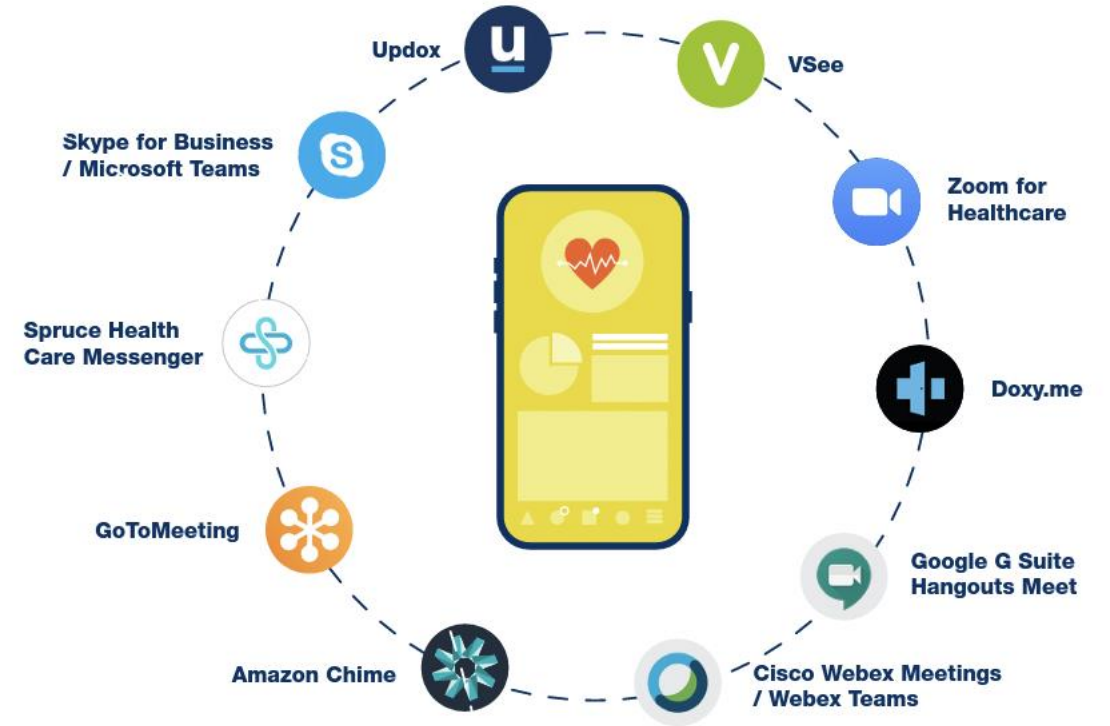 Updox
u
V
VSee
Skype for Business
/ Microsoft Teams
S
Zoom for
Healthcare
Spruce Health
Care Messenger
Doxy.me
GoToMeeting
Google G Suite
Hangouts Meet
Amazon Chime
Cisco Webex Meetings
/ Webex Teams